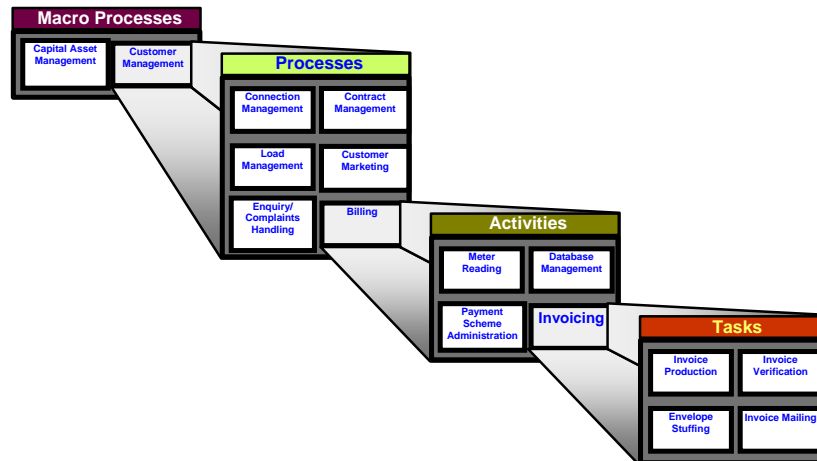 Macro Processes
Capital Asset
Management
Customer
Management
Processes
Connection
Management
Contract
Management
Load
Management
Customer
Marketing
Enquiry/
Complaints
Handling
Billing
Activities
Meter
Reading
Database
Management
Payment
Scheme
Administration
Invoicing
Tasks
Invoice
Production
Invoice
Verification
Envelope
Stuffing
Invoice Mailing